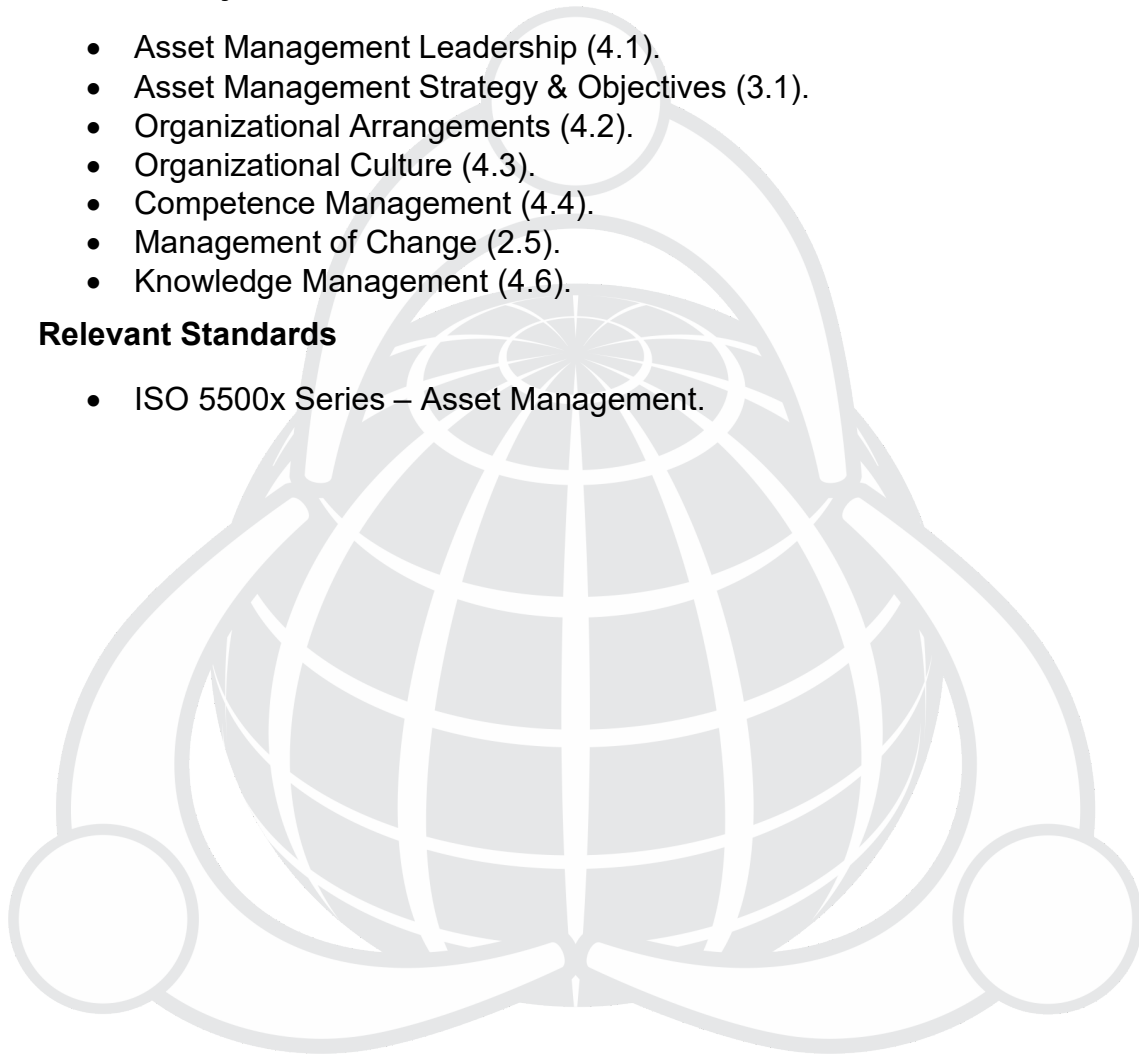 • Asset Management Leadership (4.1).
• Asset Management Strategy & Objectives (3.1).
• Organizational Arrangements (4.2).
• Organizational Culture (4.3).
• Competence Management (4.4).
• Management of Change (2.5).
• Knowledge Management (4.6).
Relevant Standards
• ISO 5500x Series – Asset Management.